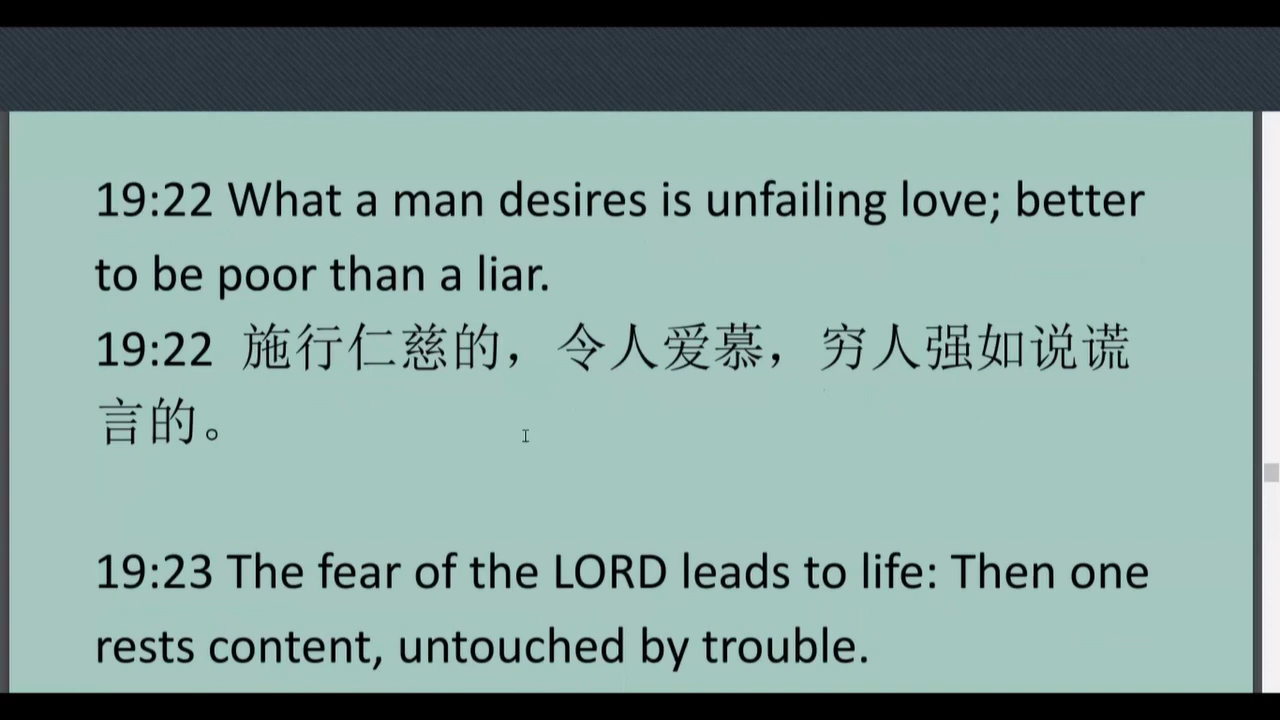 19:22 What a man desires is unfailing love; better
to be poor than a liar.
19:22 施行仁慈的，令人爱慕，穷人强如说谎
言的。
19:23 The fear of the LORD leads to life: Then one
rests content, untouched by trouble.